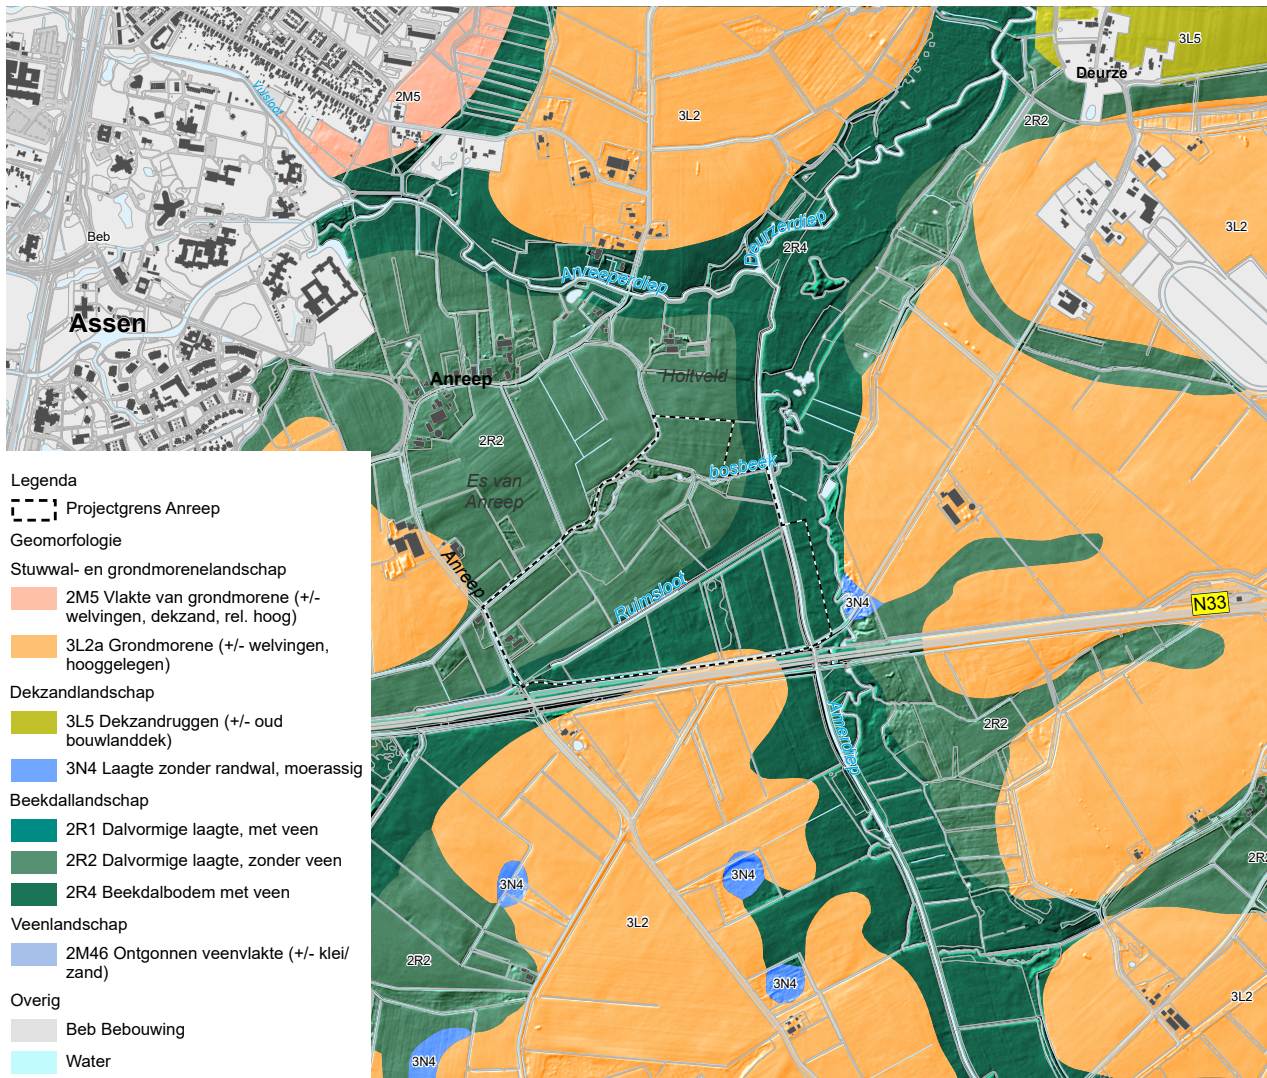 3L5
Deurze
2M5
Vulsloot
3L2
2R2
Beb
Deurzerdiep
2R4
3L2
Anreeperdiep
Assen
Anreep
Holtveld
2R2
bosbeek
Es van
Anreep
Anreep
Ruimsloot
3N4
N33
2R2
Amerdiep
3N4
3N4
3L2
2R2
3N4
3L2
3N4
Legenda
Projectgrens Anreep
Geomorfologie
Stuwwal- en grondmorenelandschap
2M5 Vlakte van grondmorene (+/-
welvingen, dekzand, rel. hoog)
3L2a Grondmorene (+/- welvingen,
hooggelegen)
Dekzandlandschap
3L5 Dekzandruggen (+/- oud
bouwlanddek)
3N4 Laagte zonder randwal, moerassig
Beekdallandschap
2R1 Dalvormige laagte, met veen
2R2 Dalvormige laagte, zonder veen
2R4 Beekdalbodem met veen
Veenlandschap
2M46 Ontgonnen veenvlakte (+/- klei/
zand)
Overig
Beb Bebouwing
Water